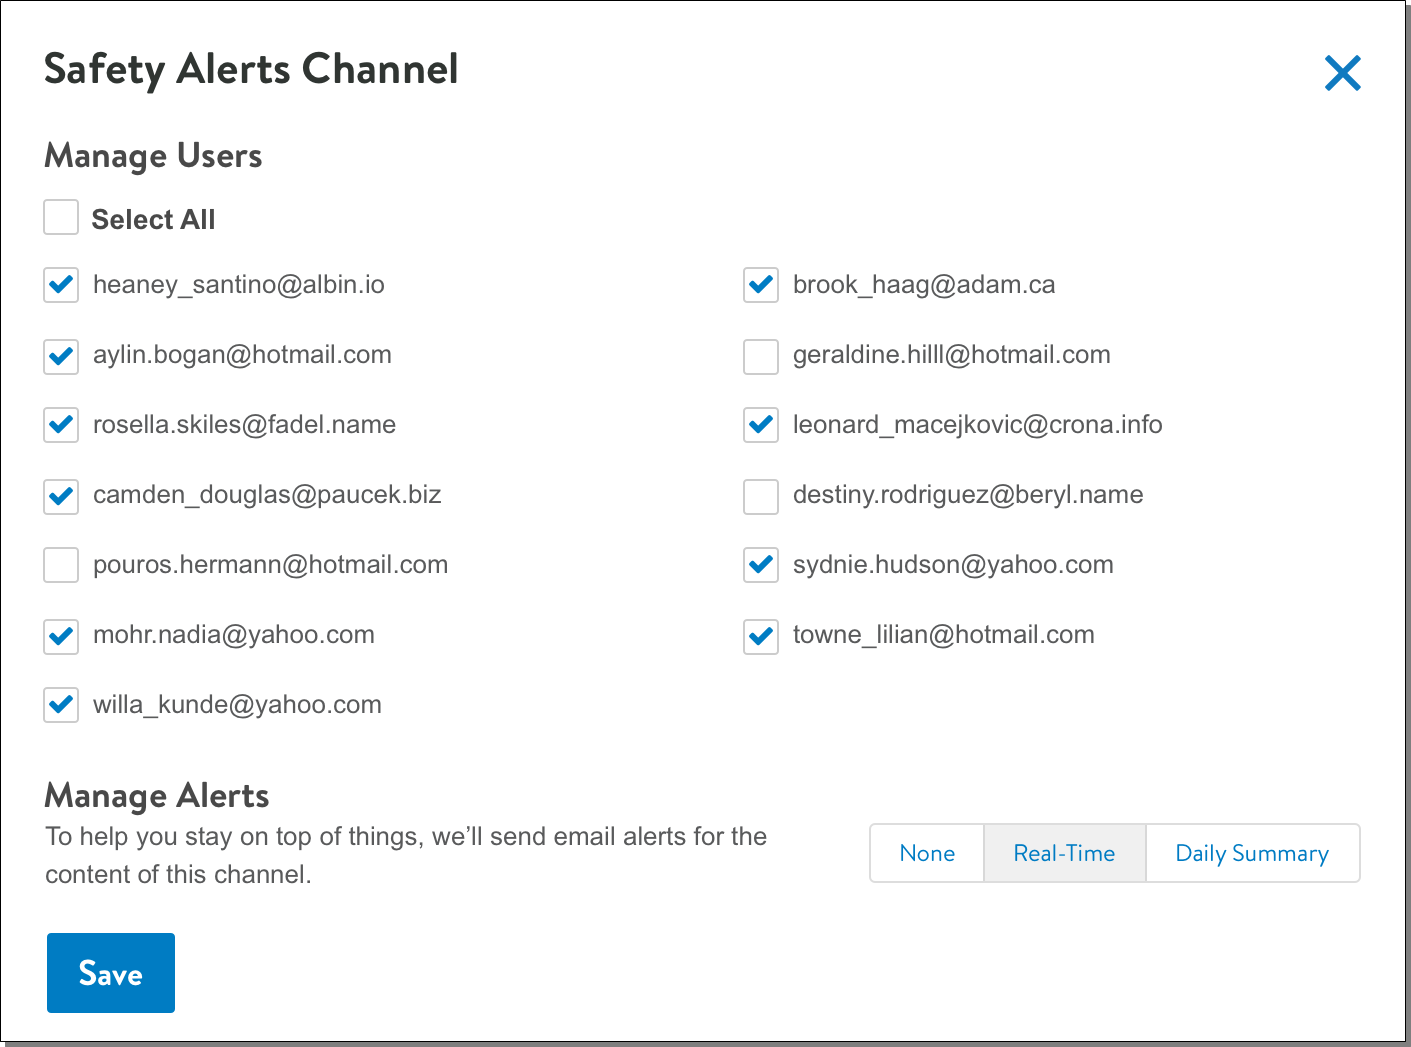 Safety Alerts Channel
Manage Users
Select All
heaney_santino@albin.io
brook_haag@adam.ca
aylin.bogan@hotmail.com
geraldine.hilll@hotmail.com
rosella.skiles@fadel.name
leonard_macejkovic@crona.info
camden_douglas@paucek.biz
destiny.rodriguez@beryl.name
pouros.hermann@hotmail.com
sydnie.hudson@yahoo.com
mohr.nadia@yahoo.com
towne_lilian@hotmail.com
willa_kunde@yahoo.com
Manage Alerts
To help you stay on top of things, we’ll send email alerts for the
content of this channel.
None
Real-Time
Daily Summary
Save